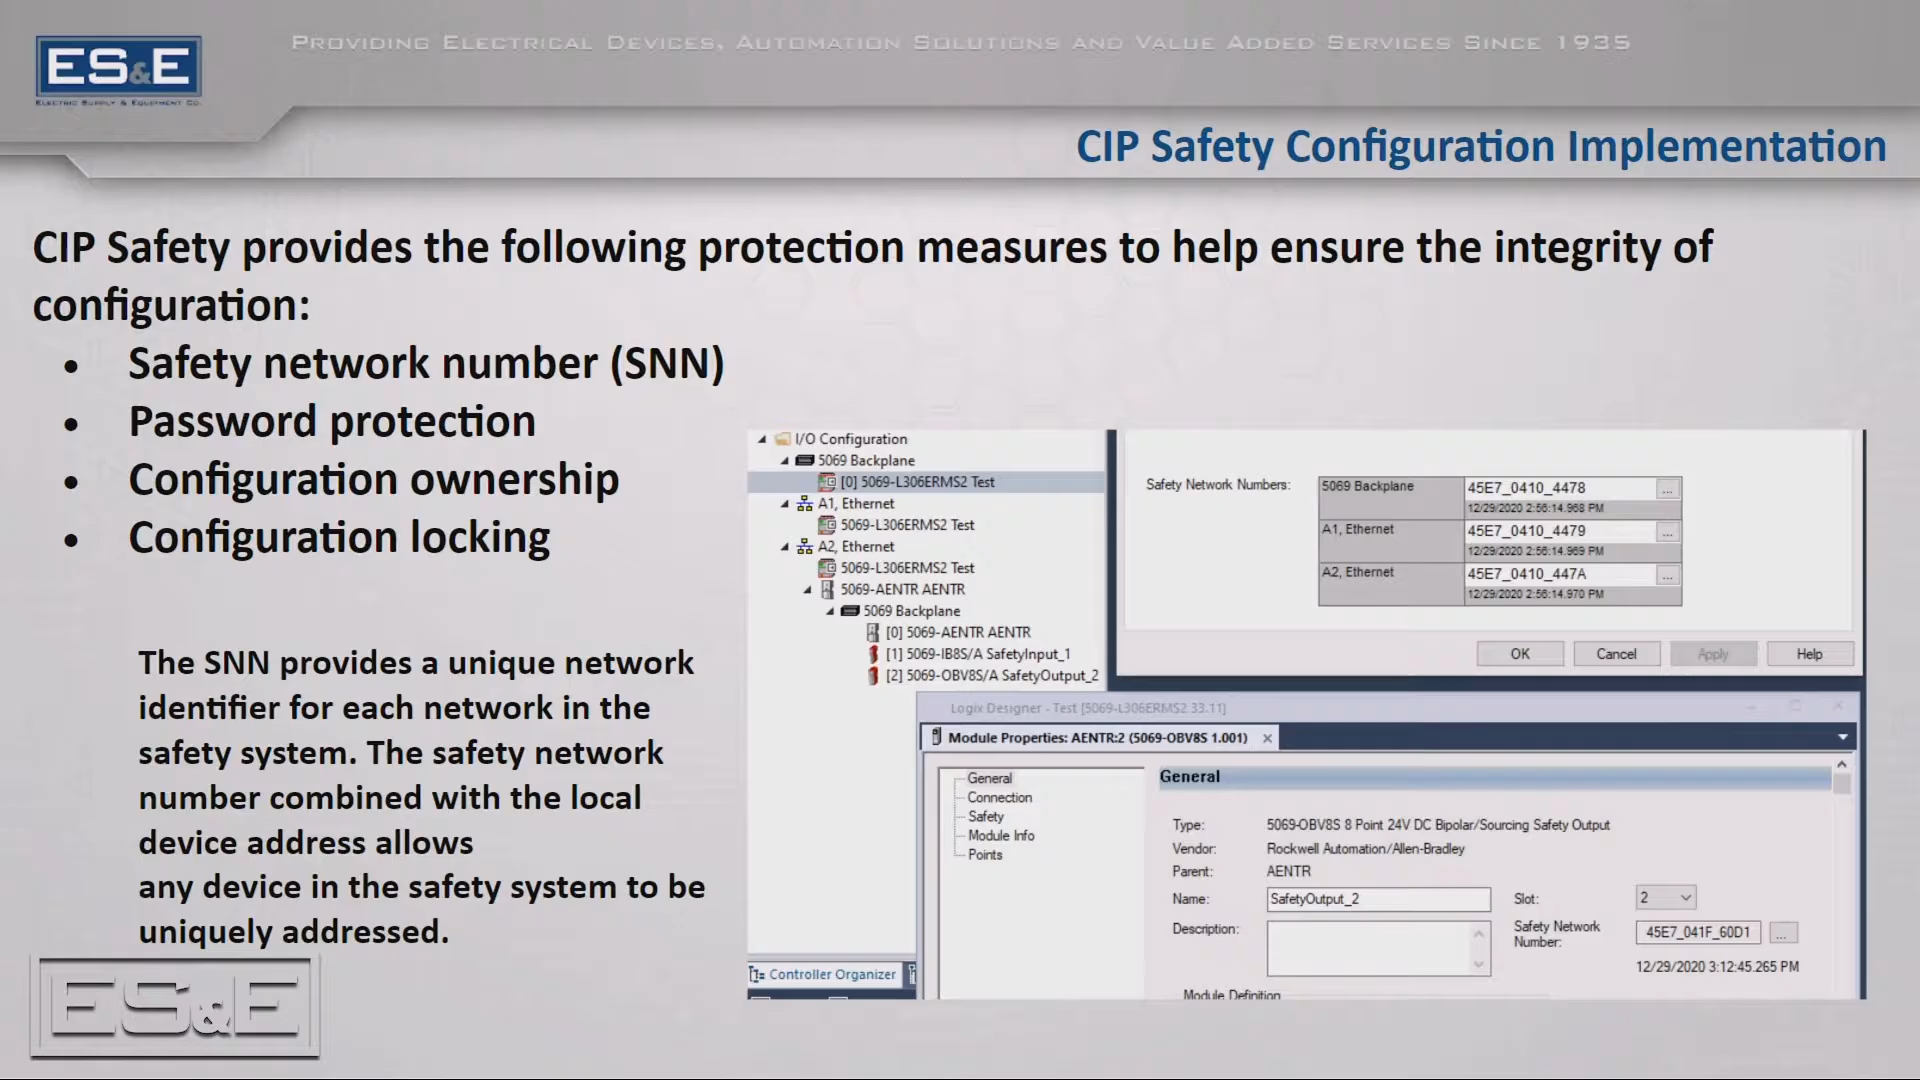 ES&E
ELECTRIC SUPPLY & EQUIPMENT CO.
PROVIDING ELECTRICAL DEVICES, AUTOMATION SOLUTIONS AND VALUE ADDED SERVICES SINCE 1935
CIP Safety Configuration Implementation
CIP Safety provides the following protection measures to help ensure the integrity of
configuration:
• Safety network number (SNN)
• Password protection
• Configuration ownership
• Configuration locking
The SNN provides a unique network
identifier for each network in the
safety system. The safety network
number combined with the local
device address allows
any device in the safety system to be
uniquely addressed.
ES&E
I/O Configuration
5069 Backplane
[0] 5069-L306ERMS2 Test
A1, Ethernet
5069-L306ERMS2 Test
A2, Ethernet
5069-L306ERMS2 Test
5069-AENTR AENTR
5069 Backplane
[0] 5069-AENTR AENTR
[1] 5069-IB8S/A SafetyInput_1
[2] 5069-OBV8S/A SafetyOutput_2
Controller Organizer
Safety Network Numbers:
5069 Backplane 45E7_0410_4478 ...
12/29/2020 2:56:14.968 PM
A1, Ethernet 45E7_0410_4479 ...
12/29/2020 2:56:14.969 PM
A2, Ethernet 45E7_0410_447A ...
12/29/2020 2:56:14.970 PM
OK Cancel Apply Help
Logix Designer - Test [5069-L306ERMS2 33.11]
Module Properties: AENTR:2 (5069-OBV8S 1.001) ×
General
Connection
Safety
Module Info
Points
General
Type: 5069-OBV8S 8 Point 24V DC Bipolar/Sourcing Safety Output
Vendor: Rockwell Automation/Allen-Bradley
Parent: AENTR
Name: SafetyOutput_2 Slot: 2
Description: Safety Network
Number: 45E7_041F_60D1 ...
12/29/2020 3:12:45.265 PM
Module Definition